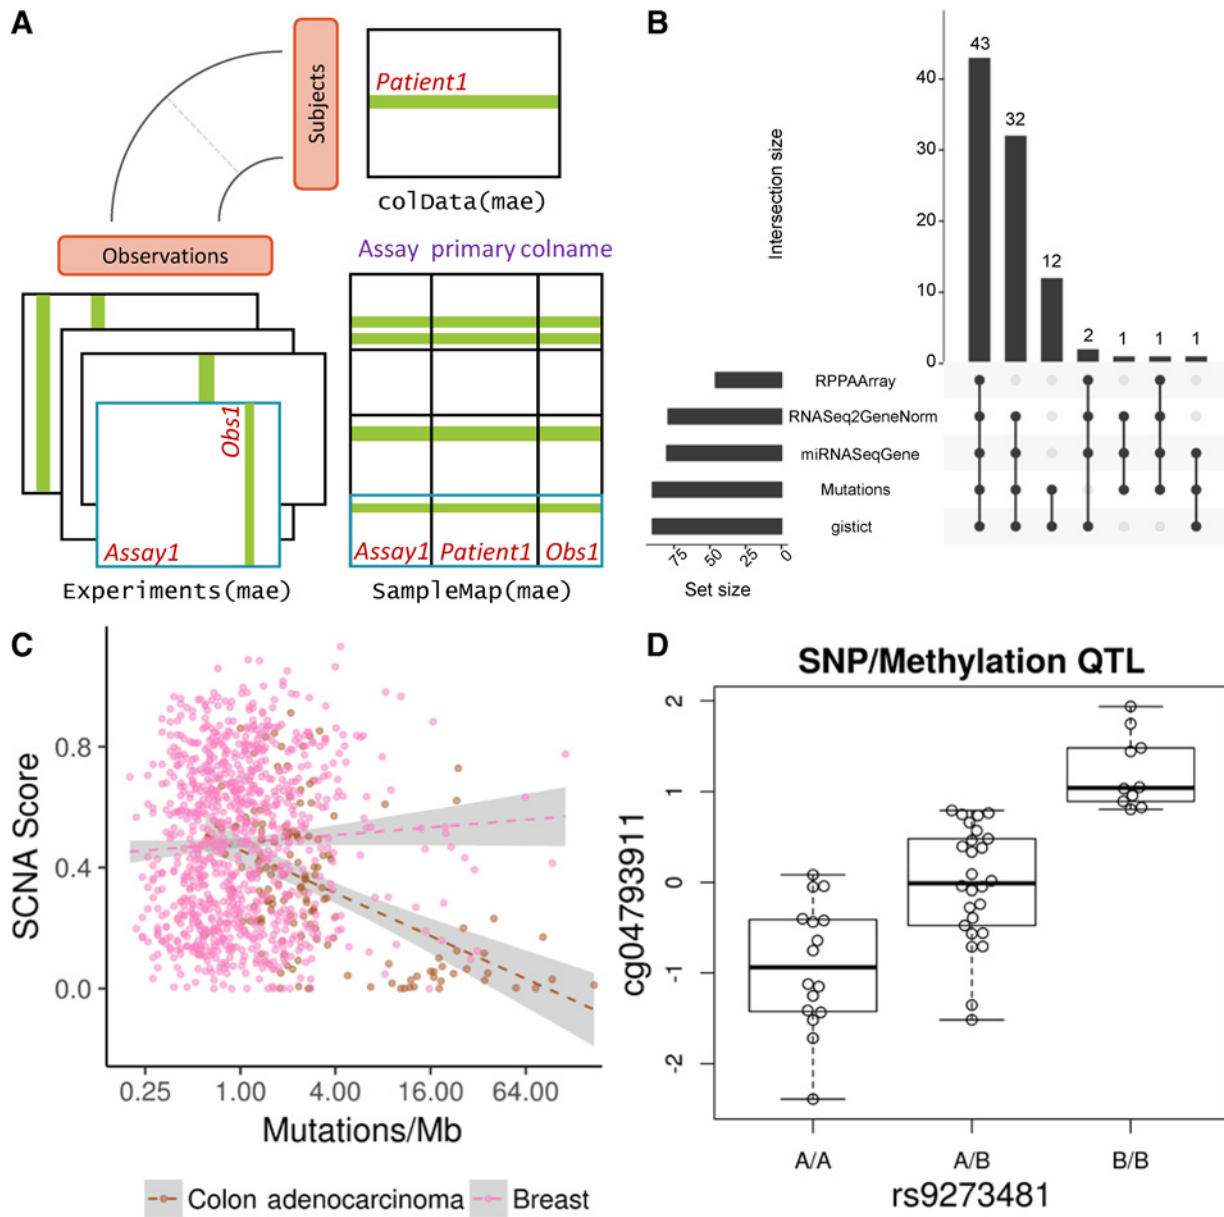 A
Subjects
Patient1
colData(mae)
Observations
Assay primary colname
Obs1
Assay1
Experiments(mae)
Assay1 Patient1 Obs1
SampleMap(mae)
B
Intersection size
43
40
32
30
20
12
10
2
1
1
1
0
RPPAArray
RNASeq2GeneNorm
miRNASeqGene
Mutations
gistict
75 50 25 0
Set size
C
SCNA Score
0.8
0.4
0.0
0.25 1.00 4.00 16.00 64.00
Mutations/Mb
Colon adenocarcinoma Breast
D
SNP/Methylation QTL
cg04793911
2
1
0
-1
-2
A/A A/B B/B
rs9273481